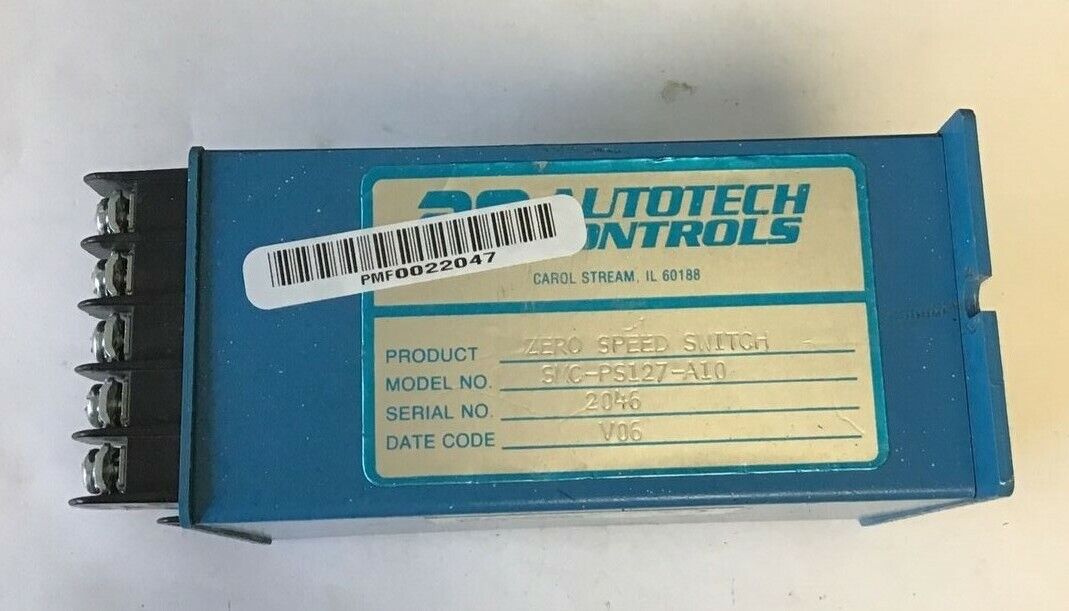 AUTOTECH
CONTROLS
CAROL STREAM, IL 60188
PMF0022047
PRODUCT ZERO SPEED SWITCH
MODEL NO. SMC-PS127-A10
SERIAL NO. 2046
DATE CODE V06